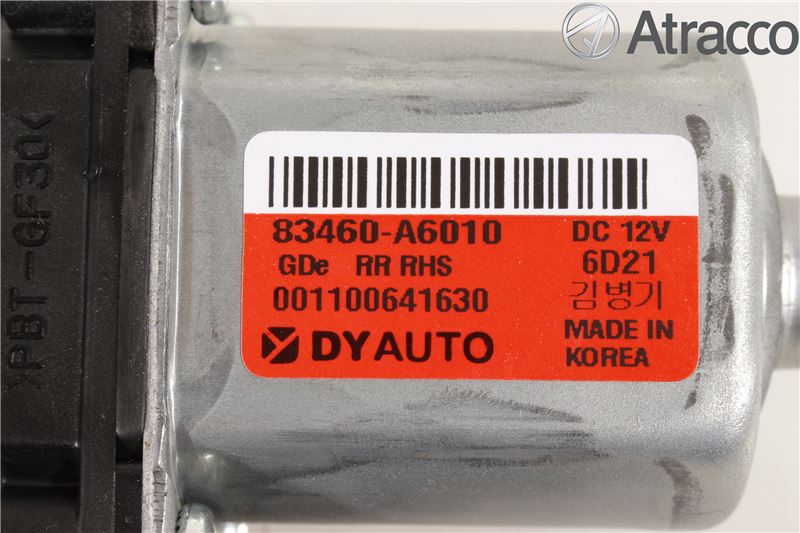 Atracco
>PBT-GF30<
83460-A6010 DC 12V
GDe RR RHS 6D21
001100641630 김병기
DYAUTO MADE IN
KOREA